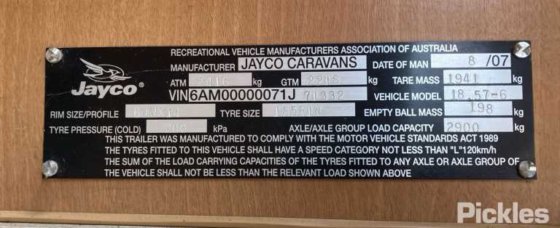 RECREATIONAL VEHICLE MANUFACTURERS ASSOCIATION OF AUSTRALIA
Jayco
MANUFACTURER JAYCO CARAVANS DATE OF MAN 8 /07
ATM kg GTM kg TARE MASS 1941 kg
VIN 6AM00000071J 71332 VEHICLE MODEL 18.57-6
RIM SIZE/PROFILE TYRE SIZE EMPTY BALL MASS 198 kg
TYRE PRESSURE (COLD) kPa AXLE/AXLE GROUP LOAD CAPACITY 2900 kg
THIS TRAILER WAS MANUFACTURED TO COMPLY WITH THE MOTOR VEHICLE STANDARDS ACT 1989
THE TYRES FITTED TO THIS VEHICLE SHALL HAVE A SPEED CATEGORY NOT LESS THAN "L"120km/h
THE SUM OF THE LOAD CARRYING CAPACITIES OF THE TYRES FITTED TO ANY AXLE OR AXLE GROUP OF
THE VEHICLE SHALL NOT BE LESS THAN THE RELEVANT LOAD SHOWN ABOVE
Pickles